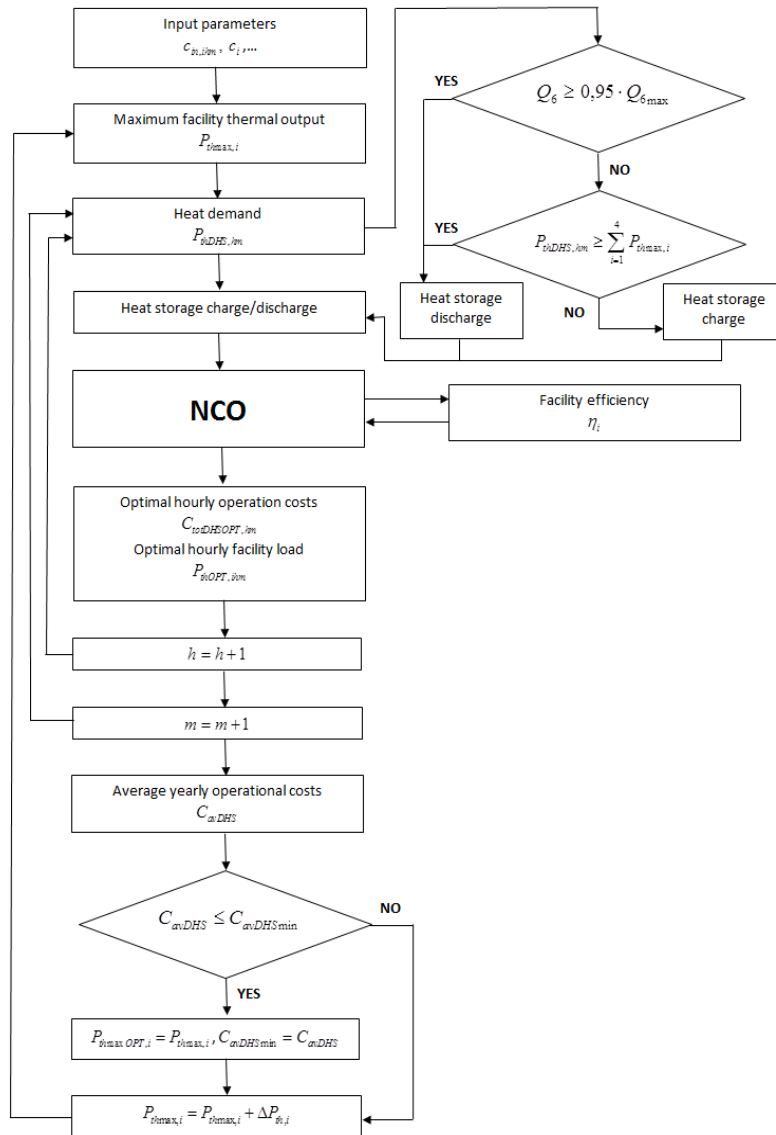 Input parameters
c_{in,ihm}, c_i,...
Maximum facility thermal output
P_{thmax,i}
Heat demand
P_{thDHS,hm}
Heat storage charge/discharge
NCO
Optimal hourly operation costs
C_{totDHSOPT,hm}
Optimal hourly facility load
P_{thOPT,ihm}
h = h + 1
m = m + 1
Average yearly operational costs
C_{avDHS}
C_{avDHS} ≤ C_{avDHSmin}
NO
YES
P_{thmaxOPT,i} = P_{thmax,i}, C_{avDHSmin} = C_{avDHS}
P_{thmax,i} = P_{thmax,i} + ΔP_{th,i}
YES
Q_6 ≥ 0,95 · Q_{6max}
NO
YES
P_{thDHS,hm} ≥ \sum_{i=1}^{4} P_{thmax,i}
NO
Heat storage
discharge
Heat storage
charge
Facility efficiency
η_i